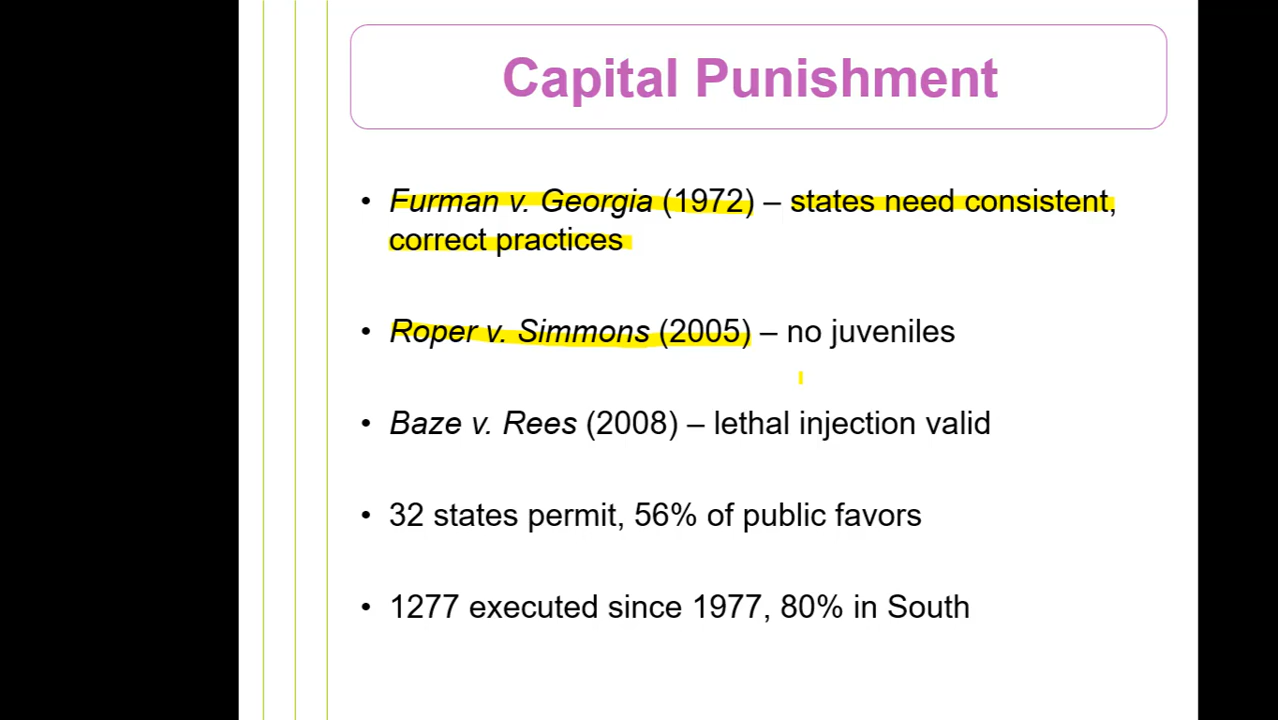 Capital Punishment
• Furman v. Georgia (1972) – states need consistent,
correct practices
• Roper v. Simmons (2005) – no juveniles
• Baze v. Rees (2008) – lethal injection valid
• 32 states permit, 56% of public favors
• 1277 executed since 1977, 80% in South